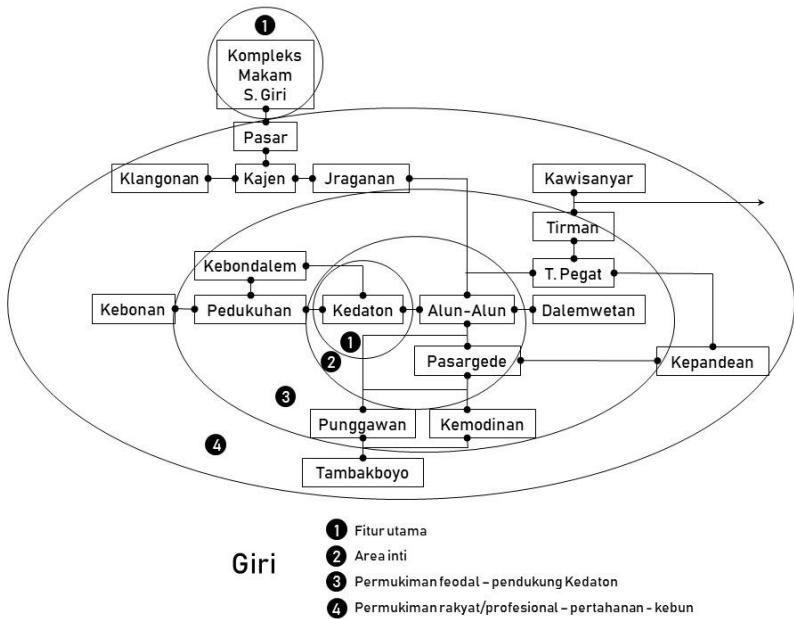 1
Kompleks
Makam
S. Giri
Pasar
Klangonan
Kajen
Jraganan
Kawisanyar
Tirman
Kebondalem
T. Pegat
Kebonan
Pedukuhan
Kedaton
Alun-Alun
Dalemwetan
1
2
Pasargede
Kepandean
3
Punggawan
Kemodinan
4
Tambakboyo
Giri
1 Fitur utama
2 Area inti
3 Permukiman feodal – pendukung Kedaton
4 Permukiman rakyat/profesional – pertahanan - kebun